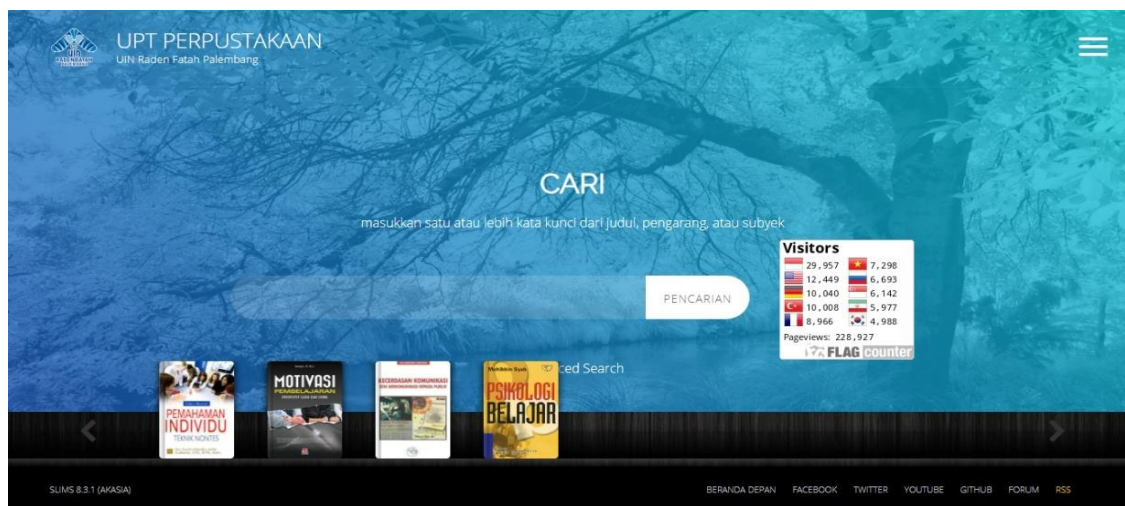 UPT PERPUSTAKAAN
UIN Raden Fatah Palembang
CARI
masukkan satu atau lebih kata kunci dari judul, pengarang, atau subyek
PENCARIAN
Visitors
29,957 7,298
12,449 6,693
10,040 6,142
10,008 5,977
8,966 4,988
Pageviews: 228,927
FLAG counter
ced Search
PEMAHAMAN
INDIVIDU
TEKNIK NONTES
MOTIVASI
PEMBELAJARAN
KECERDASAN KOMUNIKASI
Muhibbin Syah
PSIKOLOGI
BELAJAR
SLIMS 8.3.1 (AKASIA)
BERANDA DEPAN FACEBOOK TWITTER YOUTUBE GITHUB FORUM RSS